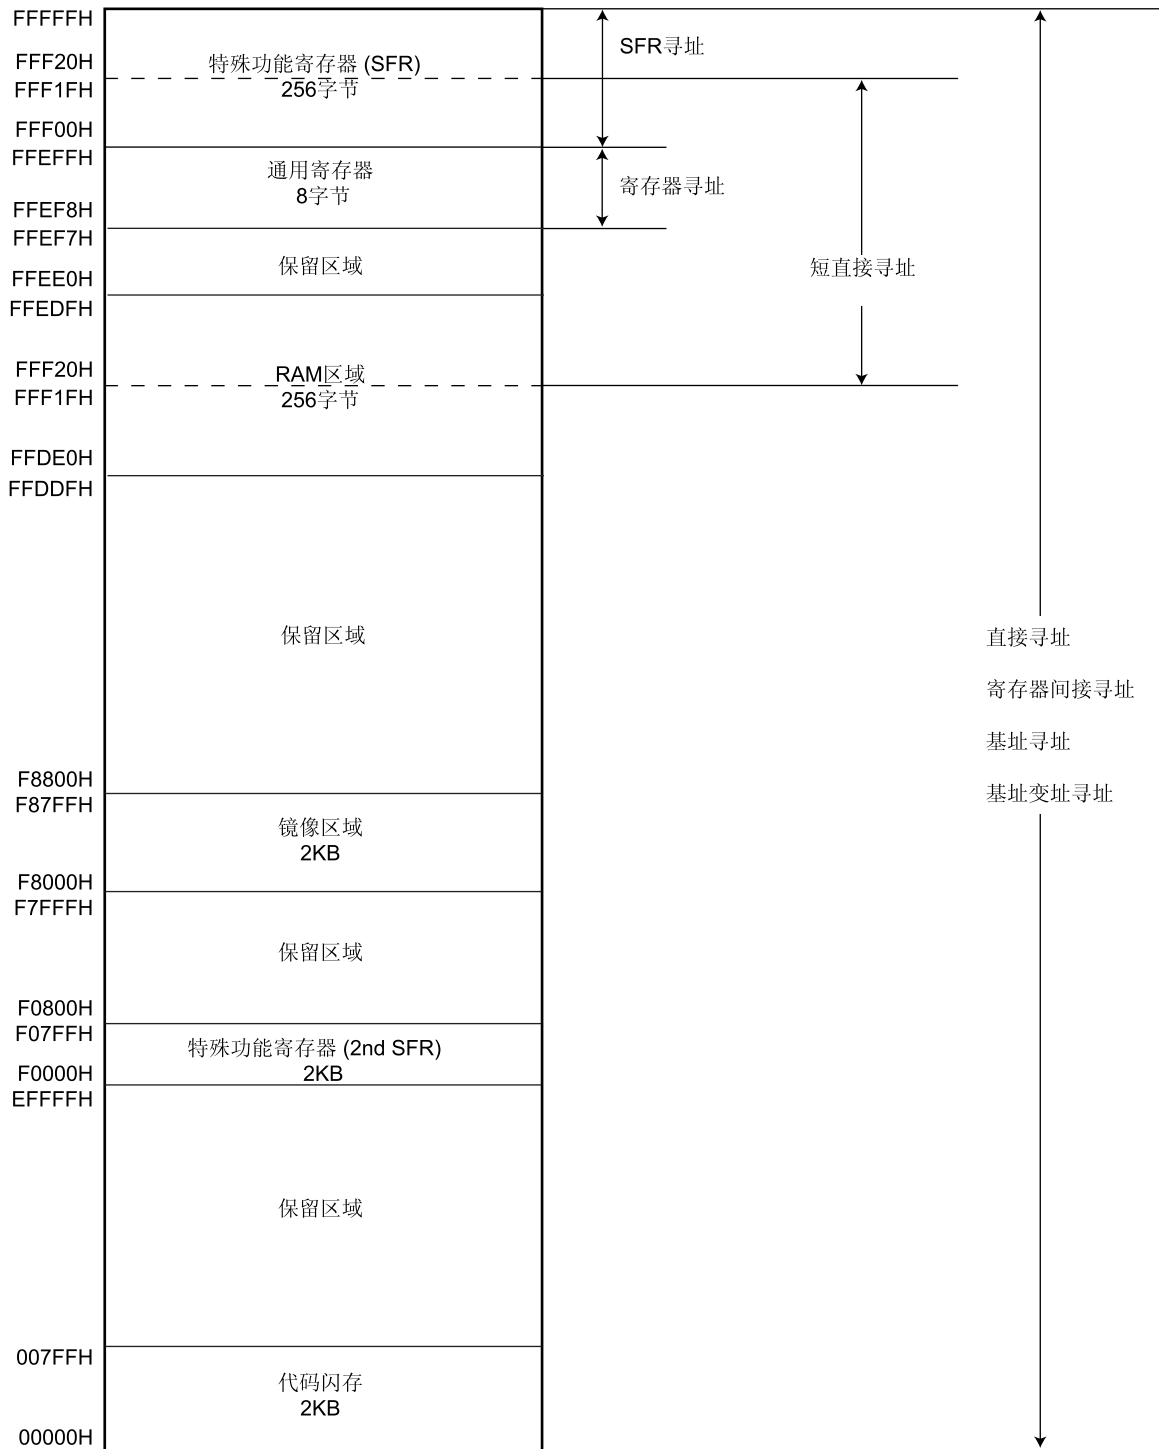 FFFFFH
SFR寻址
FFF20H
特殊功能寄存器 (SFR)
FFF1FH
256字节
FFF00H
FFEFFH
通用寄存器
8字节
寄存器寻址
FFEF8H
FFEF7H
保留区域
短直接寻址
FFEE0H
FFEDFH
FFF20H
RAM区域
FFF1FH
256字节
FFDE0H
FFDDFH
保留区域
直接寻址
寄存器间接寻址
基址寻址
基址变址寻址
F8800H
F87FFH
镜像区域
2KB
F8000H
F7FFFH
保留区域
F0800H
F07FFH
特殊功能寄存器 (2nd SFR)
2KB
F0000H
EFFFFH
保留区域
007FFH
代码闪存
2KB
00000H